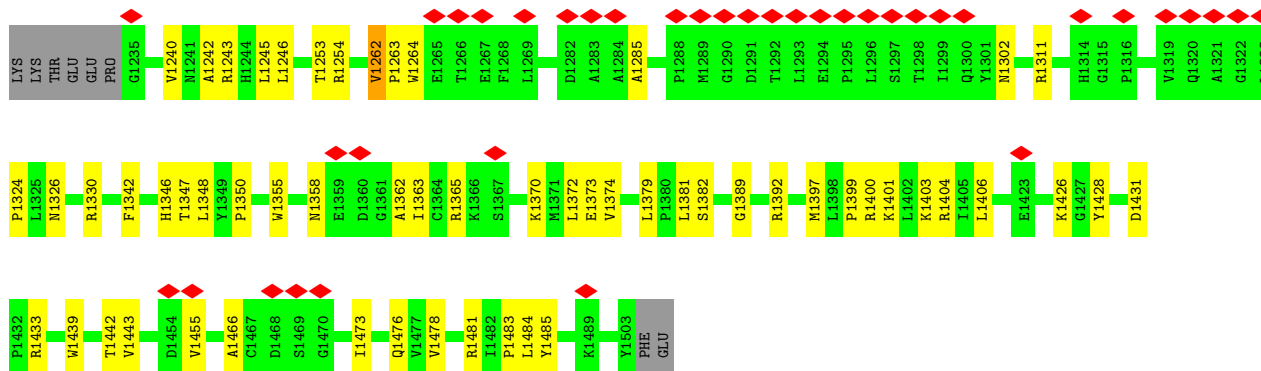 LYS LYS THR GLU GLU PRO G1235 V1240 N1241 A1242 R1243 H1244 L1245 L1246 T1253 R1254 V1262 P1263 W1264 E1265 T1266 E1267 F1268 L1269 D1282 A1283 A1284 A1285 P1288 M1289 G1290 D1291 T1292 L1293 E1294 P1295 L1296 S1297 T1298 I1299 Q1300 Y1301 N1302 R1311 H1314 G1315 P1316 V1319 Q1320 A1321 G1322
P1324 L1325 N1326 R1330 F1342 H1346 T1347 L1348 Y1349 P1350 W1355 N1358 E1359 D1360 G1361 A1362 I1363 C1364 R1365 K1366 S1367 K1370 M1371 L1372 E1373 V1374 L1379 P1380 L1381 S1382 G1389 R1392 M1397 L1398 P1399 R1400 K1401 L1402 K1403 R1404 I1405 L1406 E1423 K1426 G1427 Y1428 D1431
P1432 R1433 W1439 T1442 V1443 D1454 V1455 A1466 C1467 D1468 S1469 G1470 I1473 Q1476 V1477 V1478 R1481 I1482 P1483 L1484 Y1485 K1489 Y1503 PHE GLU